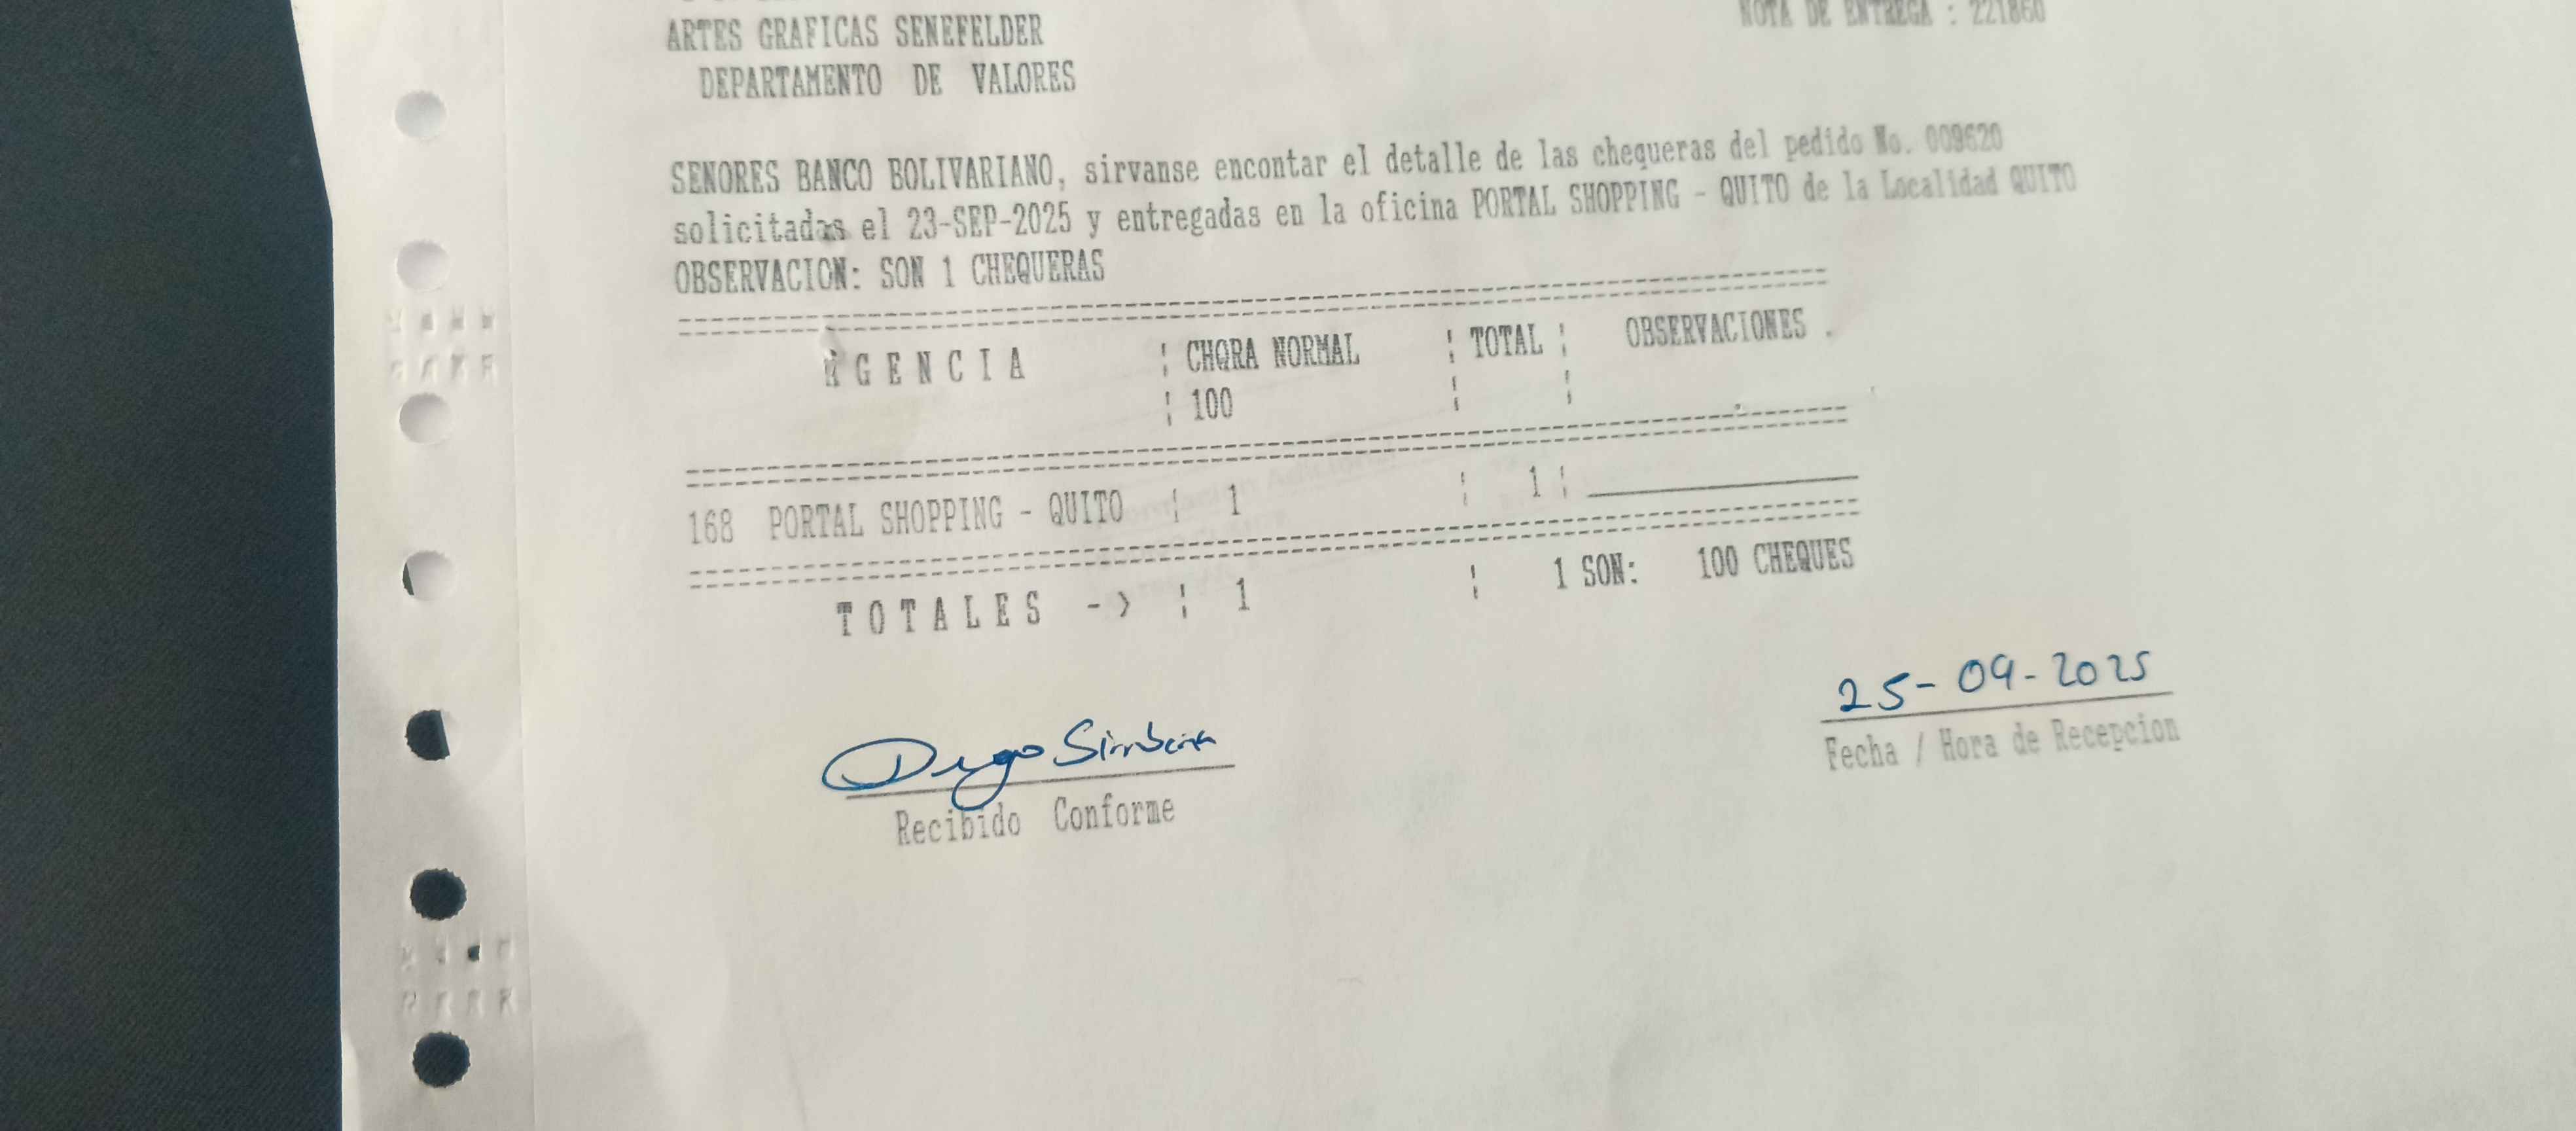 ARTES GRAFICAS SENEFELDER
NOTA DE ENTREGA : 221860
DEPARTAMENTO DE VALORES
SENORES BANCO BOLIVARIANO, sirvanse encontar el detalle de las chequeras del pedido No. 009620
solicitadas el 23-SEP-2025 y entregadas en la oficina PORTAL SHOPPING - QUITO de la Localidad QUITO
OBSERVACION: SON 1 CHEQUERAS
AGENCIA ¦ CHQRA NORMAL ¦ TOTAL ¦ OBSERVACIONES .
¦ 100 ¦ ¦
168 PORTAL SHOPPING - QUITO ¦ 1 ¦ 1 ¦
TOTALES -> ¦ 1 ¦ 1 SON: 100 CHEQUES
25-09-2025
Fecha / Hora de Recepcion
Diego
Recibido Conforme